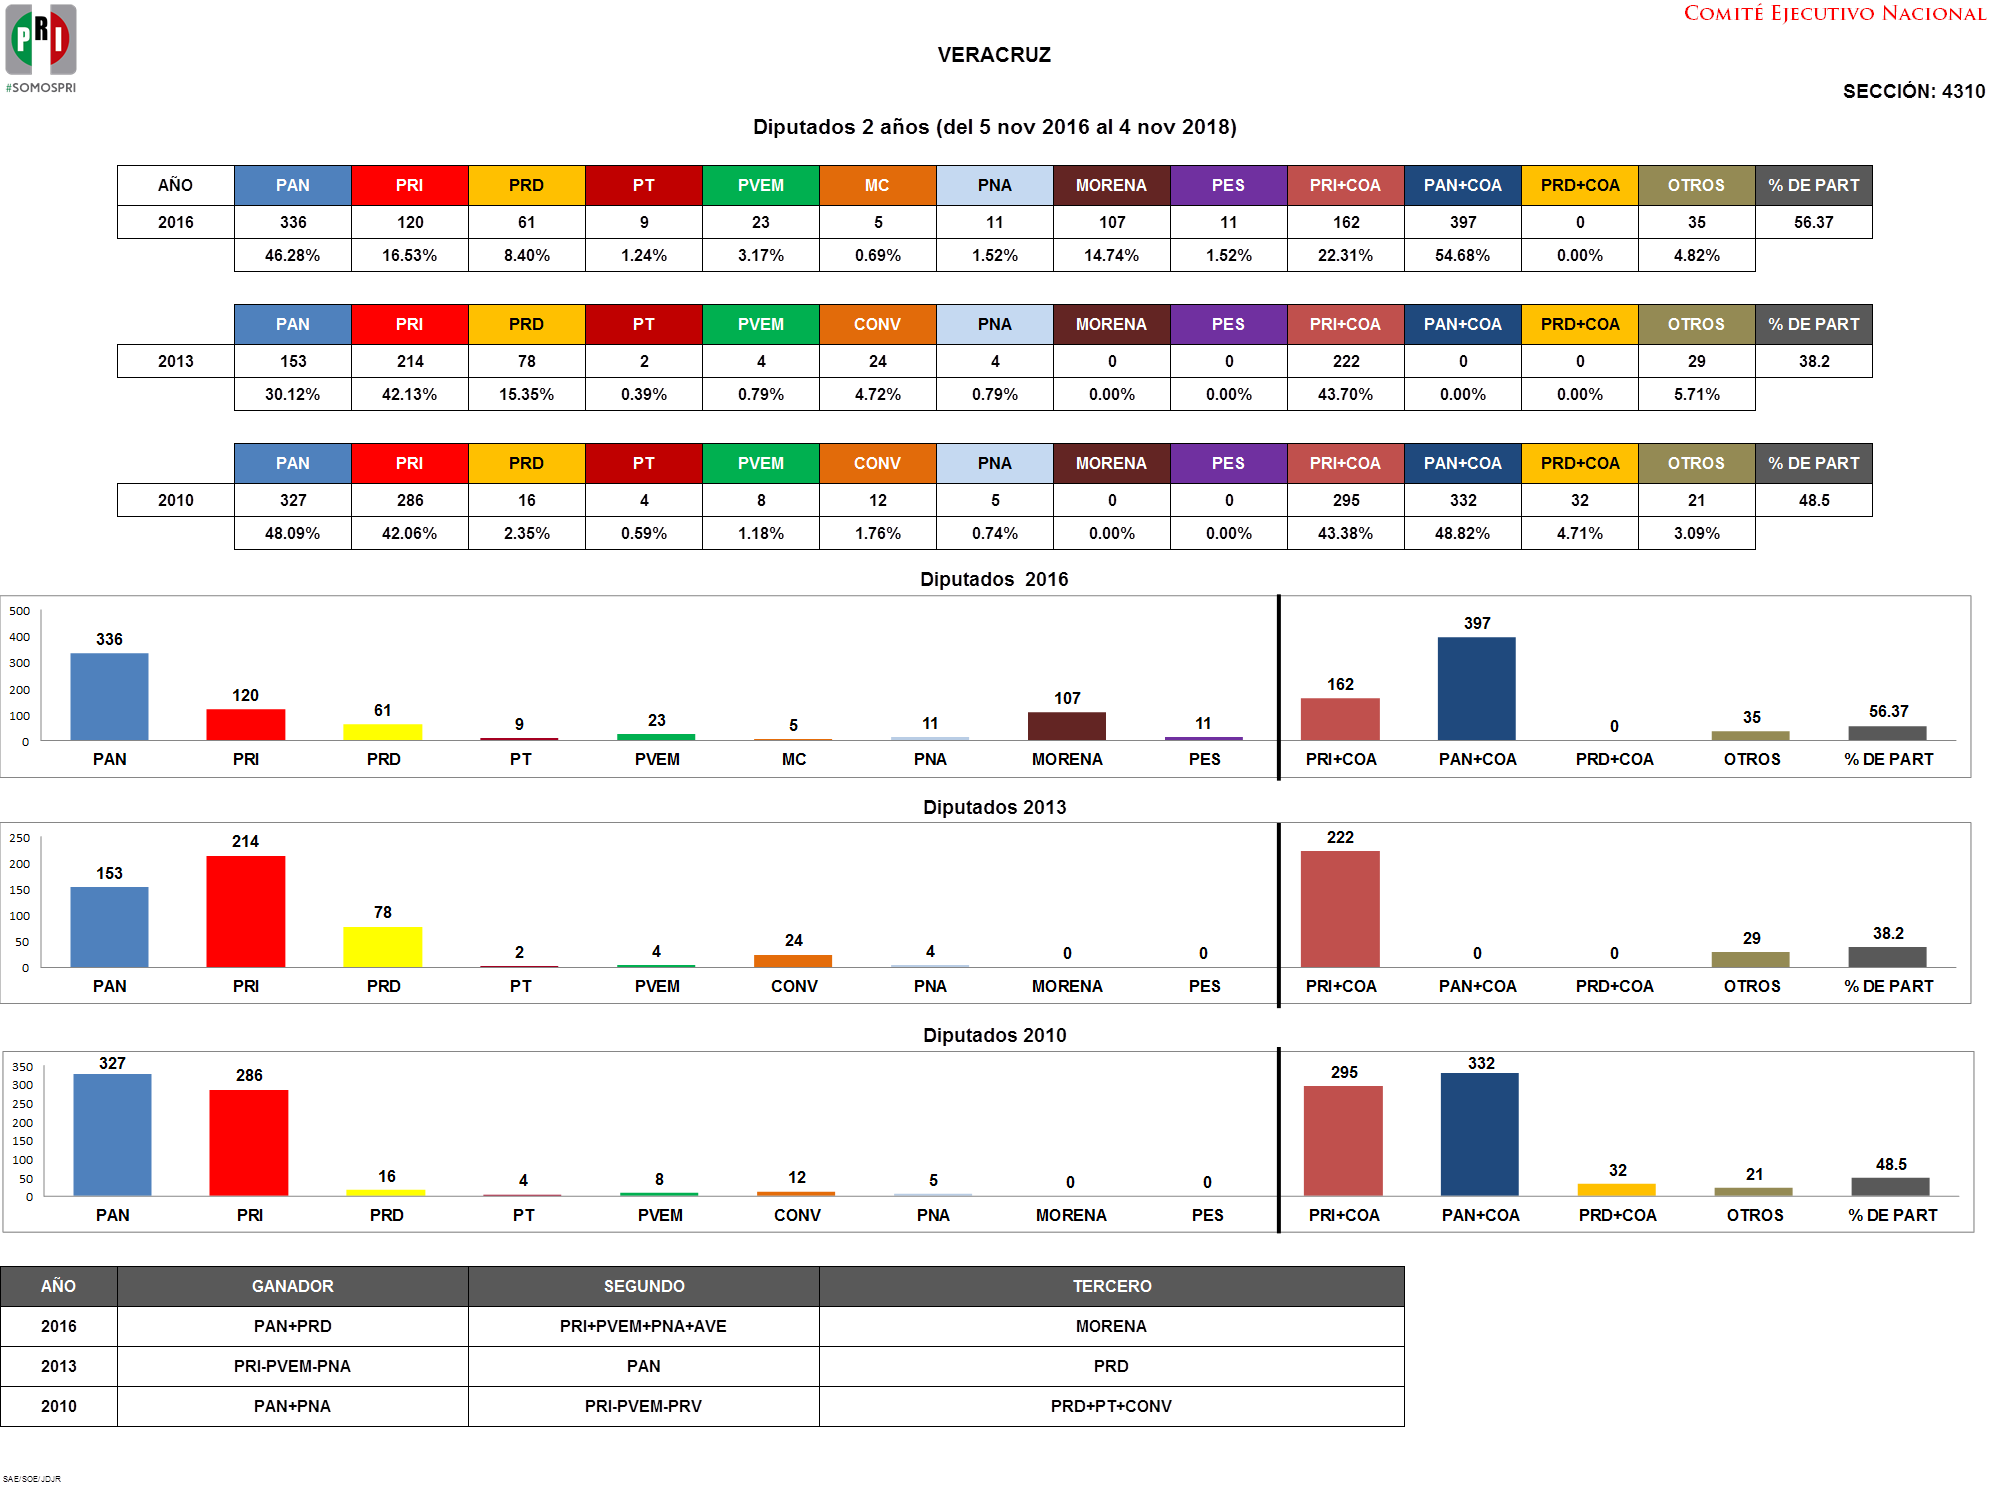 COMITÉ EJECUTIVO NACIONAL
PRI
#SOMOSPRI
VERACRUZ
SECCIÓN: 4310
Diputados 2 años (del 5 nov 2016 al 4 nov 2018)
AÑO PAN PRI PRD PT PVEM MC PNA MORENA PES PRI+COA PAN+COA PRD+COA OTROS % DE PART
2016 336 120 61 9 23 5 11 107 11 162 397 0 35 56.37
46.28% 16.53% 8.40% 1.24% 3.17% 0.69% 1.52% 14.74% 1.52% 22.31% 54.68% 0.00% 4.82%
PAN PRI PRD PT PVEM CONV PNA MORENA PES PRI+COA PAN+COA PRD+COA OTROS % DE PART
2013 153 214 78 2 4 24 4 0 0 222 0 0 29 38.2
30.12% 42.13% 15.35% 0.39% 0.79% 4.72% 0.79% 0.00% 0.00% 43.70% 0.00% 0.00% 5.71%
PAN PRI PRD PT PVEM CONV PNA MORENA PES PRI+COA PAN+COA PRD+COA OTROS % DE PART
2010 327 286 16 4 8 12 5 0 0 295 332 32 21 48.5
48.09% 42.06% 2.35% 0.59% 1.18% 1.76% 0.74% 0.00% 0.00% 43.38% 48.82% 4.71% 3.09%
Diputados 2016
500
400
300
200
100
0
336 120 61 9 23 5 11 107 11 162 397 0 35 56.37
PAN PRI PRD PT PVEM MC PNA MORENA PES PRI+COA PAN+COA PRD+COA OTROS % DE PART
Diputados 2013
250
200
150
100
50
0
153 214 78 2 4 24 4 0 0 222 0 0 29 38.2
PAN PRI PRD PT PVEM CONV PNA MORENA PES PRI+COA PAN+COA PRD+COA OTROS % DE PART
Diputados 2010
350
300
250
200
150
100
50
0
327 286 16 4 8 12 5 0 0 295 332 32 21 48.5
PAN PRI PRD PT PVEM CONV PNA MORENA PES PRI+COA PAN+COA PRD+COA OTROS % DE PART
AÑO GANADOR SEGUNDO TERCERO
2016 PAN+PRD PRI+PVEM+PNA+AVE MORENA
2013 PRI-PVEM-PNA PAN PRD
2010 PAN+PNA PRI-PVEM-PRV PRD+PT+CONV
SAE/SOE/JDJR